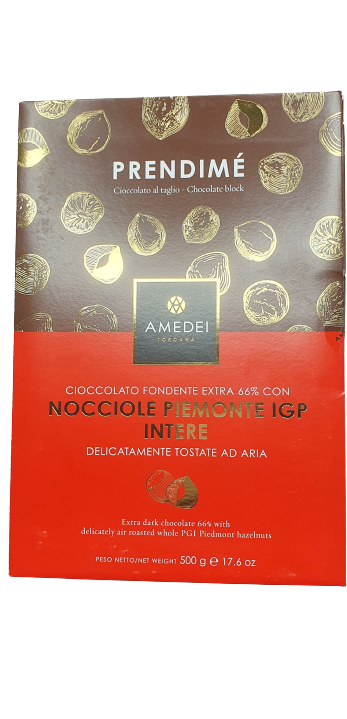 PRENDIMÉ
Cioccolato al taglio - Chocolate block
AMEDEI
TOSCANA
CIOCCOLATO FONDENTE EXTRA 66% CON
NOCCIOLE PIEMONTE IGP
INTERE
DELICATAMENTE TOSTATE AD ARIA
Extra dark chocolate 66% with
delicately air roasted whole PGI Piedmont hazelnuts
PESO NETTO/NET WEIGHT 500 g ℮ 17.6 oz